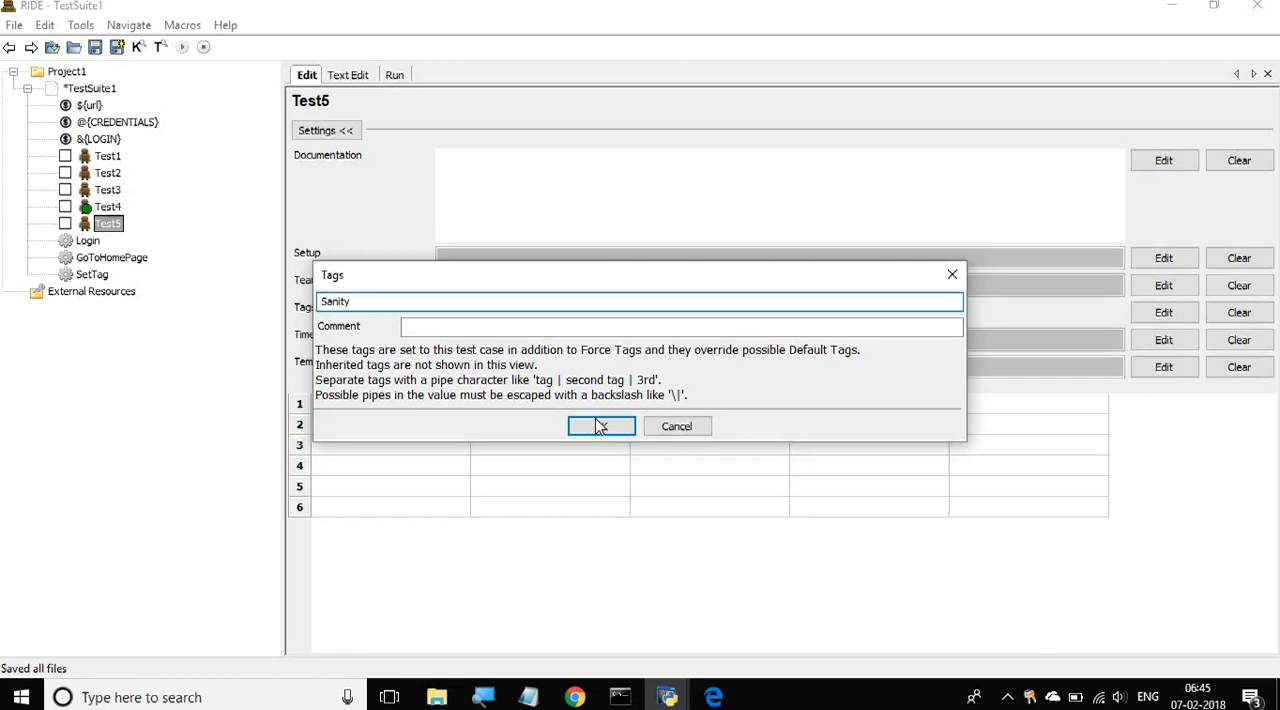 RIDE - TestSuite1
File Edit Tools Navigate Macros Help
K T
Project1
*TestSuite1
${url}
@{CREDENTIALS}
&{LOGIN}
Test1
Test2
Test3
Test4
Test5
Login
GoToHomePage
SetTag
External Resources
Edit Text Edit Run
Test5
Settings <<
Documentation Edit Clear
Setup Edit Clear
Edit Clear
Edit Clear
Edit Clear
Edit Clear
Tags
Sanity
Comment
These tags are set to this test case in addition to Force Tags and they override possible Default Tags.
Inherited tags are not shown in this view.
Separate tags with a pipe character like 'tag | second tag | 3rd'.
Possible pipes in the value must be escaped with a backslash like '\|'.
Cancel
1
2
3
4
5
6
Saved all files
Type here to search
ENG
06:45
07-02-2018
3